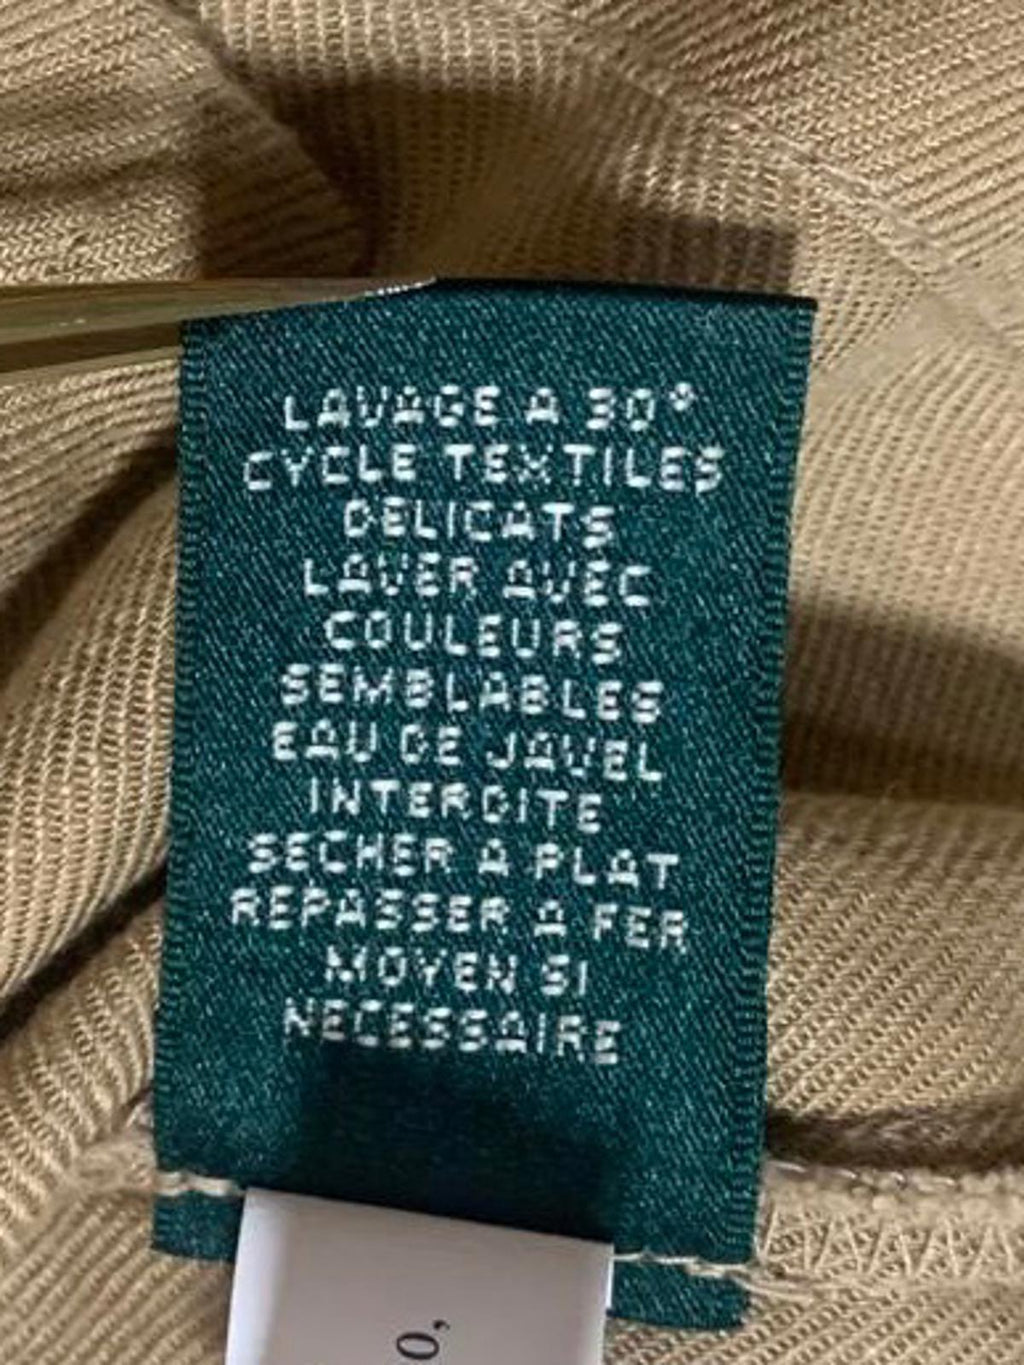 LAVAGE A 30°
CYCLE TEXTILES
DELICATS
LAVER AVEC
COULEURS
SEMBLABLES
EAU DE JAVEL
INTERDITE
SECHER A PLAT
REPASSER A FER
MOYEN SI
NECESSAIRE
o,